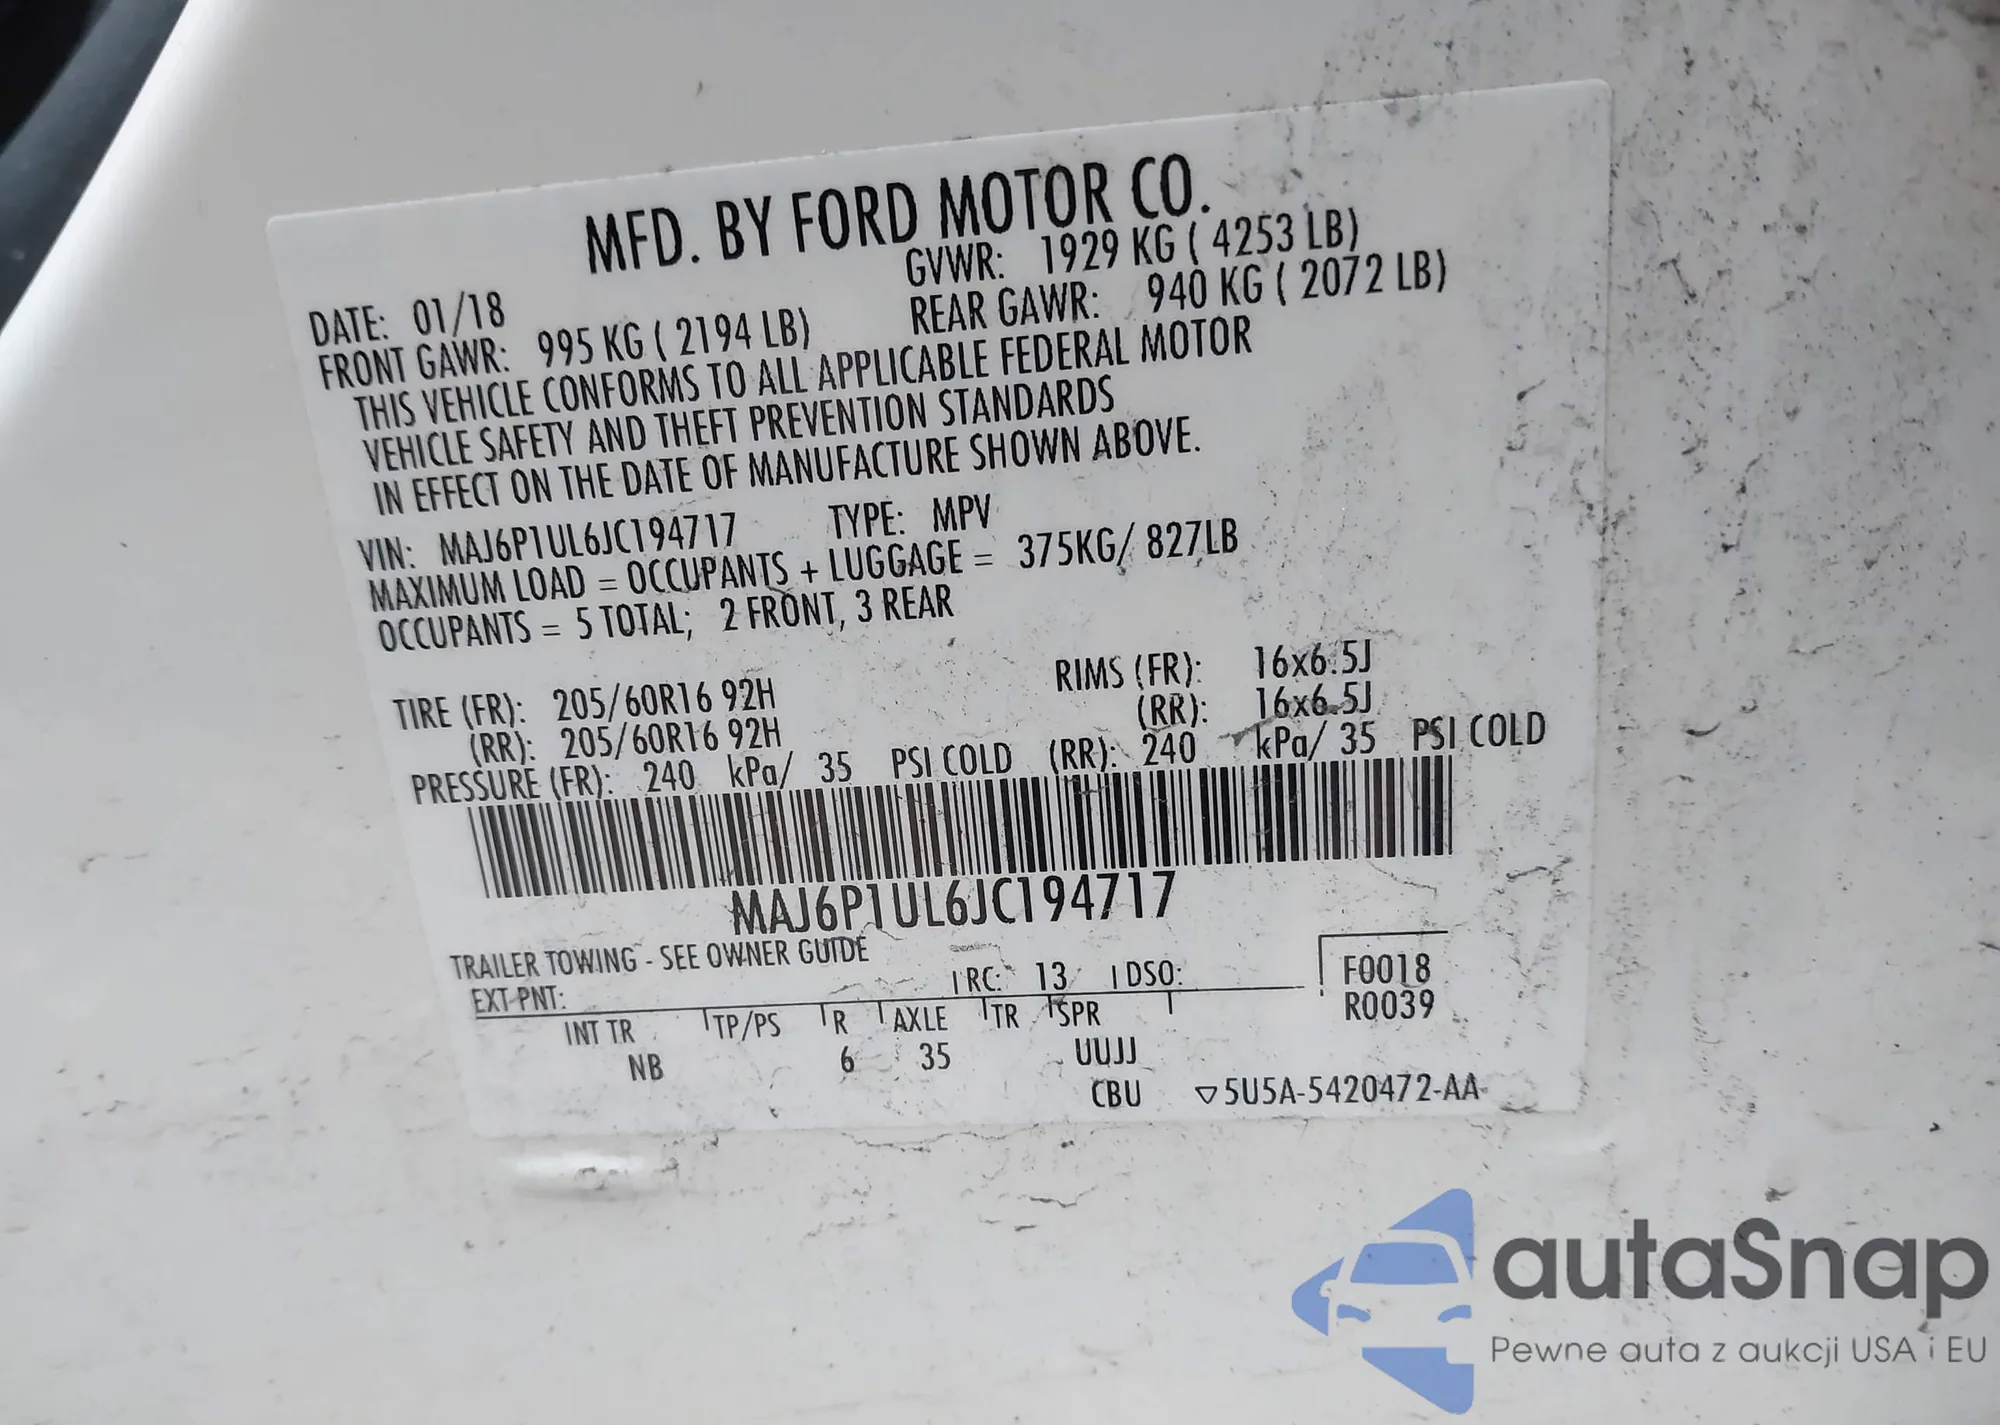 MFD. BY FORD MOTOR CO.
DATE: 01/18 GVWR: 1929 KG ( 4253 LB)
FRONT GAWR: 995 KG ( 2194 LB) REAR GAWR: 940 KG ( 2072 LB)
THIS VEHICLE CONFORMS TO ALL APPLICABLE FEDERAL MOTOR
VEHICLE SAFETY AND THEFT PREVENTION STANDARDS
IN EFFECT ON THE DATE OF MANUFACTURE SHOWN ABOVE.
VIN: MAJ6P1UL6JC194717 TYPE: MPV
MAXIMUM LOAD = OCCUPANTS + LUGGAGE = 375KG/ 827LB
OCCUPANTS = 5 TOTAL; 2 FRONT, 3 REAR
TIRE (FR): 205/60R16 92H RIMS (FR): 16x6.5J
(RR): 205/60R16 92H (RR): 16x6.5J
PRESSURE (FR): 240 kPa/ 35 PSI COLD (RR): 240 kPa/ 35 PSI COLD
MAJ6P1UL6JC194717
TRAILER TOWING - SEE OWNER GUIDE
EXT PNT: RC: 13 DSO: F0018
R0039
INT TR TP/PS R AXLE TR SPR
NB 6 35 UUJJ
CBU ▽5U5A-5420472-AA
autaSnap
Pewne auta z aukcji USA i EU